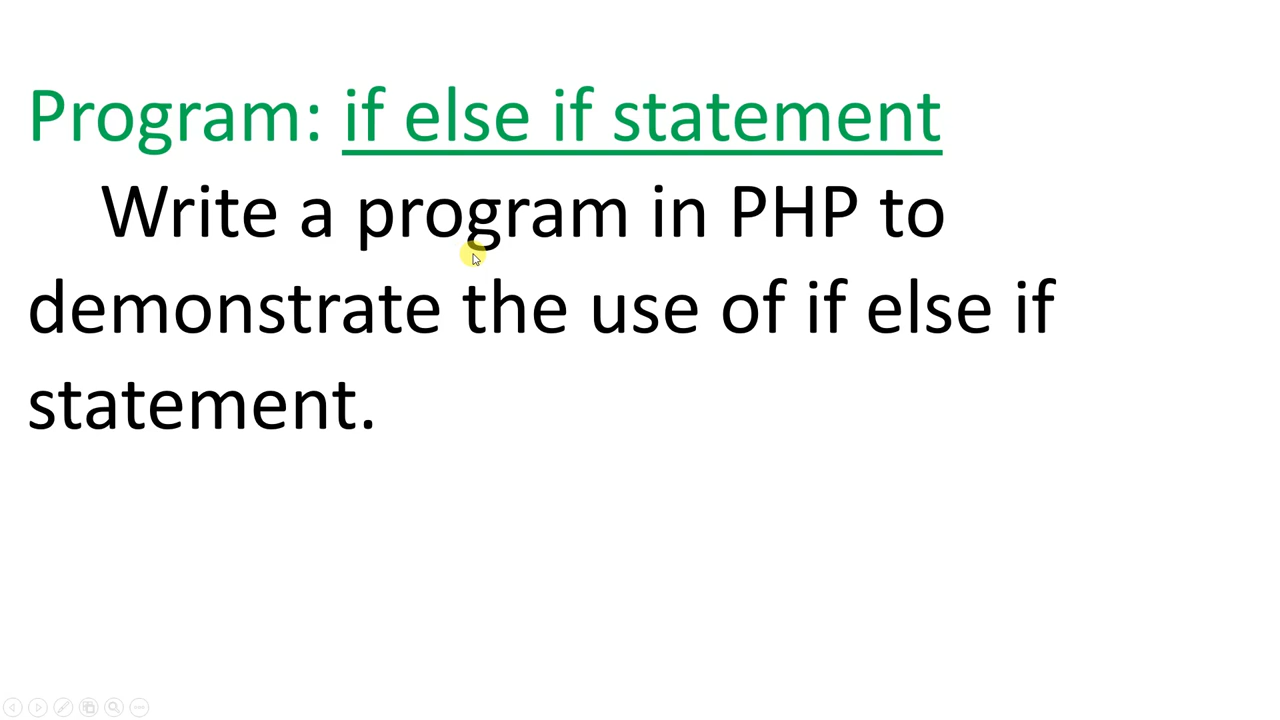 Program: if else if statement
Write a program in PHP to
demonstrate the use of if else if
statement.